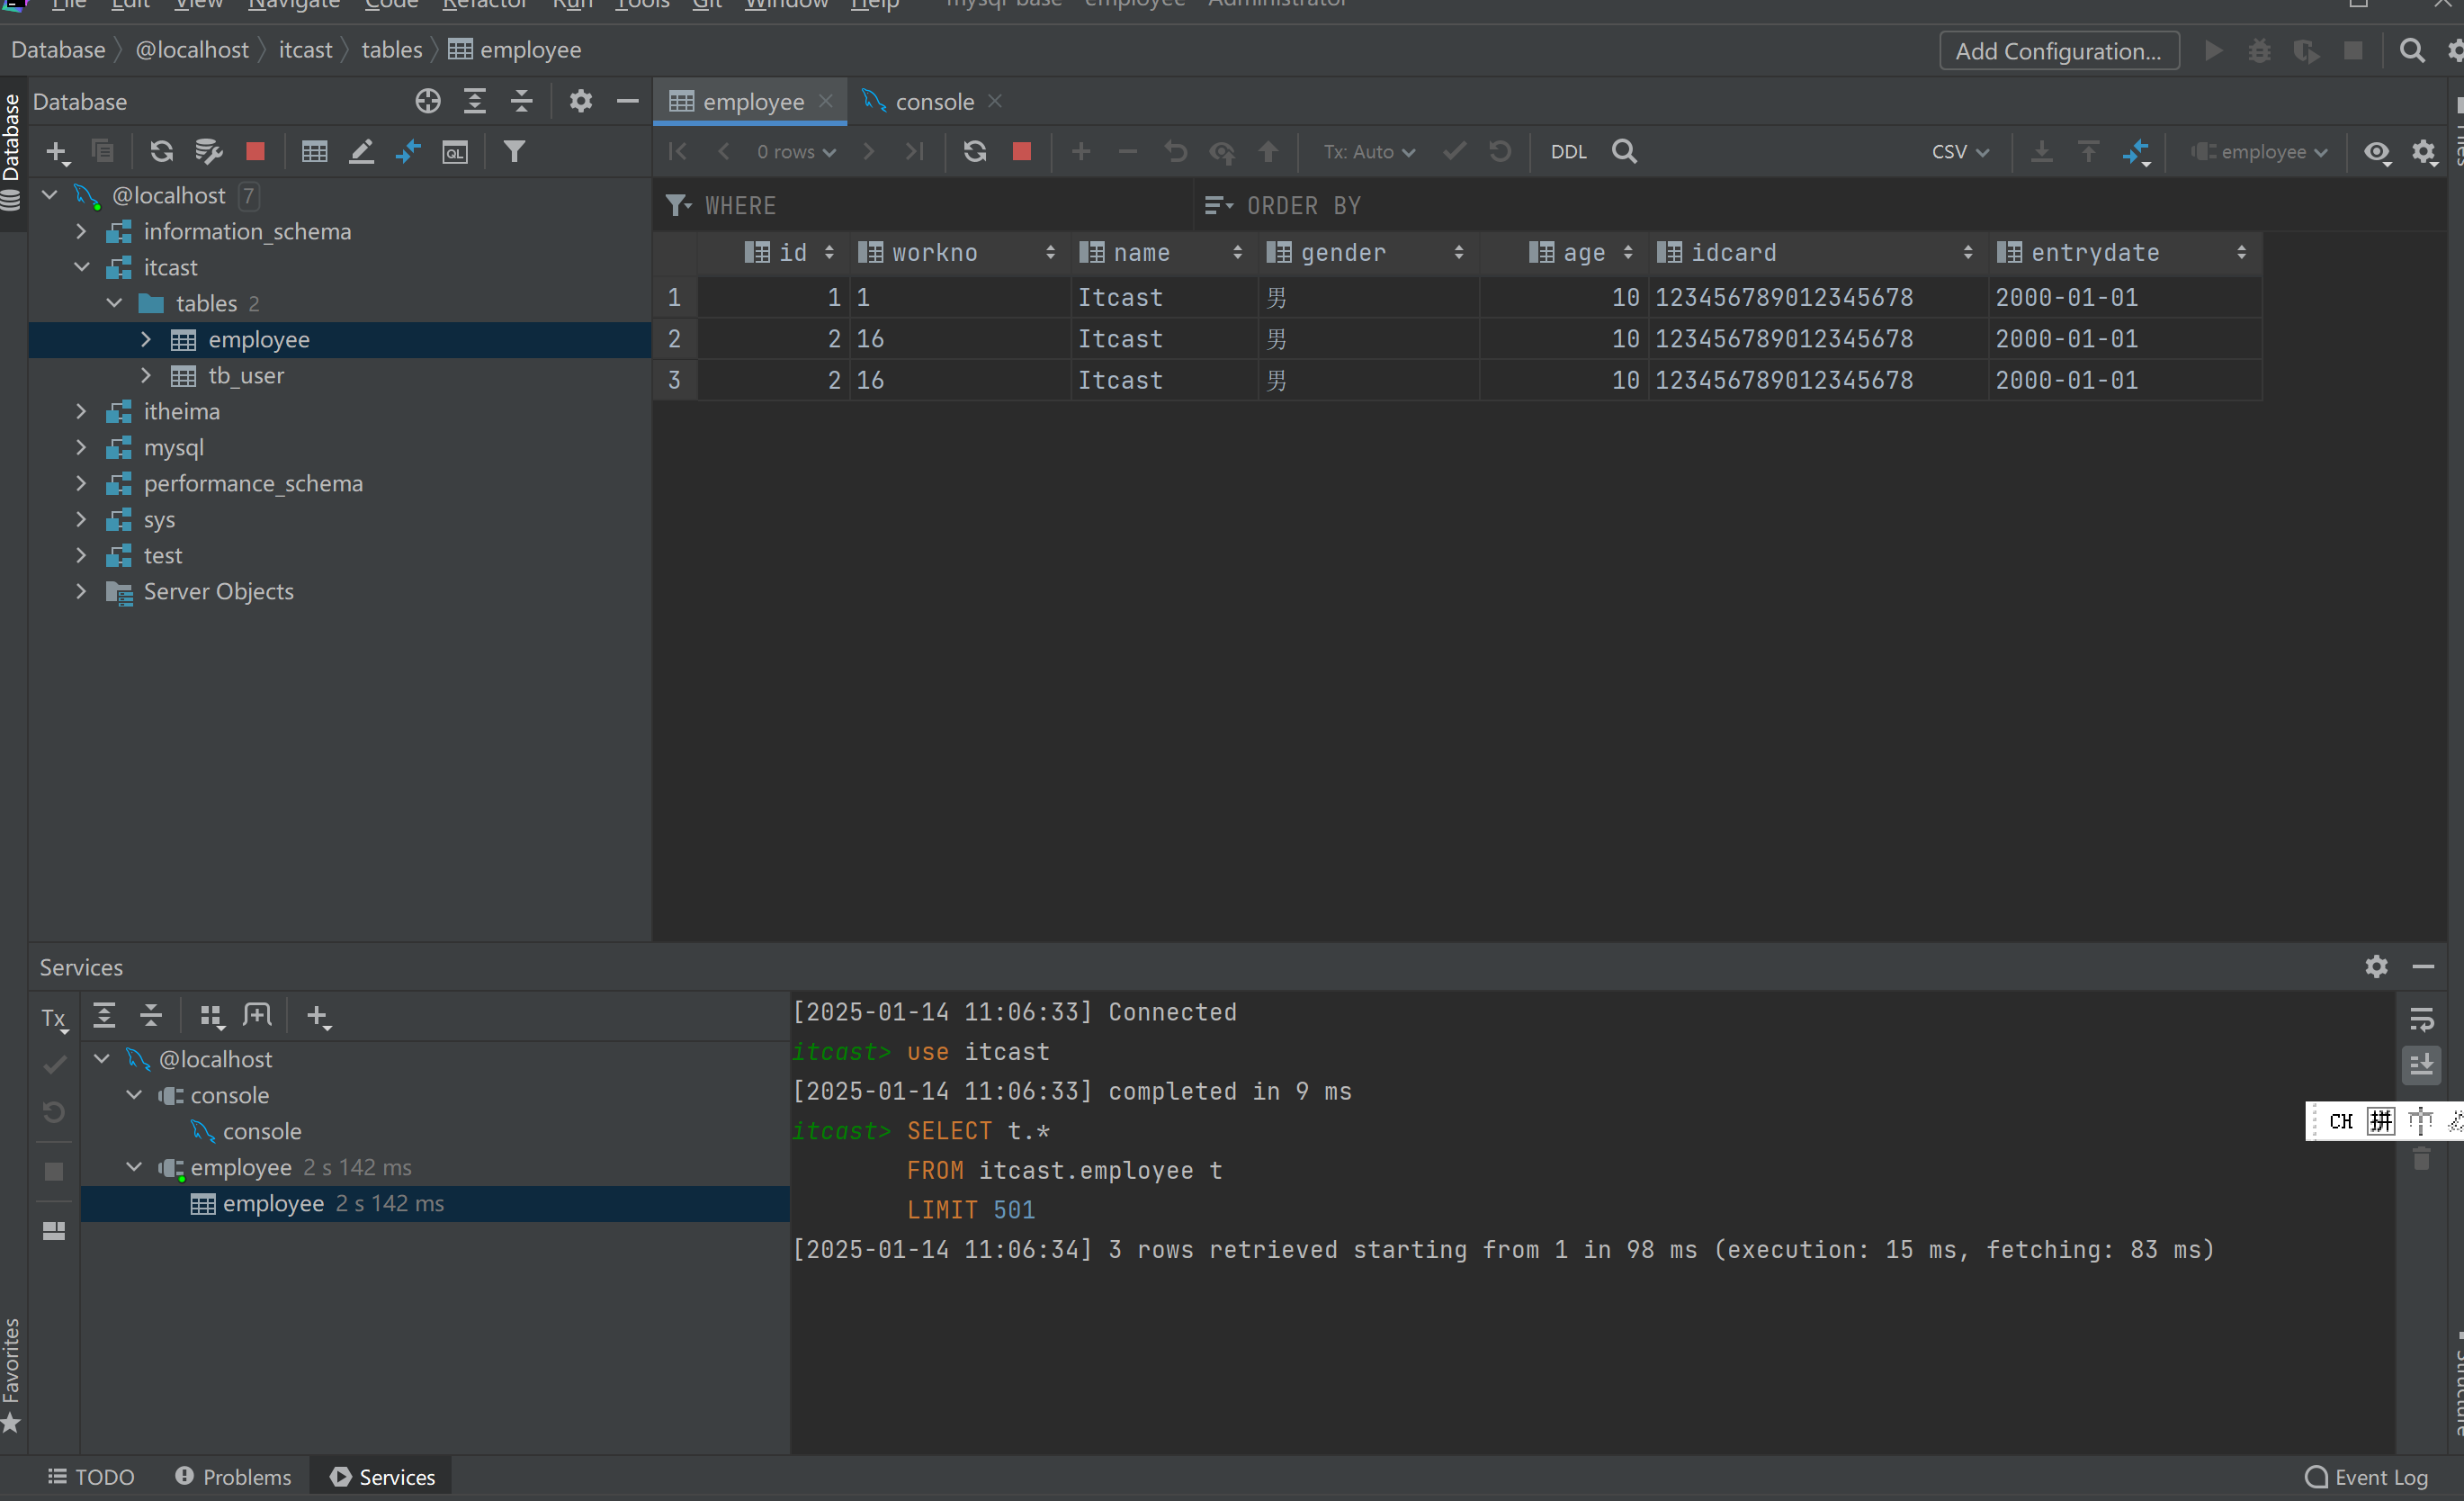 File Edit View Navigate Code Refactor Run Tools Git Window Help mysql-base - employee - Administrator
Database @localhost itcast tables employee
Add Configuration...
Database
Database
employee
console
0 rows
Tx: Auto
DDL
CSV
employee
WHERE
ORDER BY
@localhost 7
information_schema
itcast
tables 2
employee
tb_user
itheima
mysql
performance_schema
sys
test
Server Objects
id workno name gender age idcard entrydate
1 1 1 Itcast 男 10 123456789012345678 2000-01-01
2 2 16 Itcast 男 10 123456789012345678 2000-01-01
3 2 16 Itcast 男 10 123456789012345678 2000-01-01
Services
Tx
@localhost
console
console
employee 2 s 142 ms
employee 2 s 142 ms
[2025-01-14 11:06:33] Connected
itcast> use itcast
[2025-01-14 11:06:33] completed in 9 ms
itcast> SELECT t.*
FROM itcast.employee t
LIMIT 501
[2025-01-14 11:06:34] 3 rows retrieved starting from 1 in 98 ms (execution: 15 ms, fetching: 83 ms)
CH 拼 中
Favorites
Structure
TODO
Problems
Services
Event Log